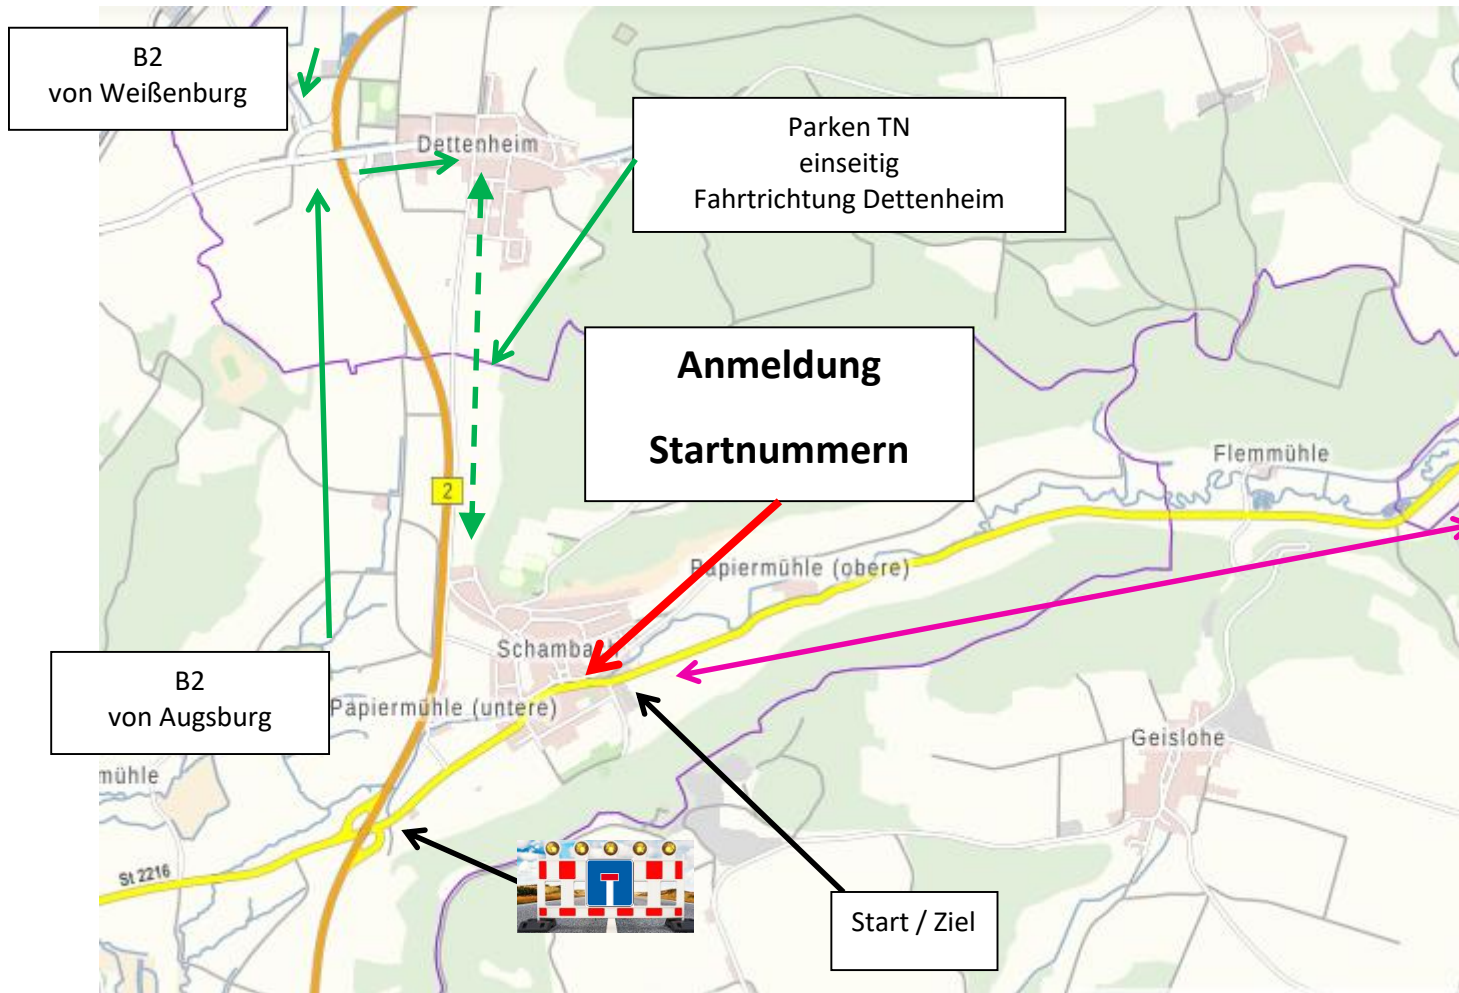 B2
von Weißenburg
Dettenheim
Parken TN
einseitig
Fahrtrichtung Dettenheim
Anmeldung
Startnummern
Flemmühle
2
Papiermühle (obere)
Schambach
B2
von Augsburg
Papiermühle (untere)
Geislohe
mühle
St 2216
Start / Ziel